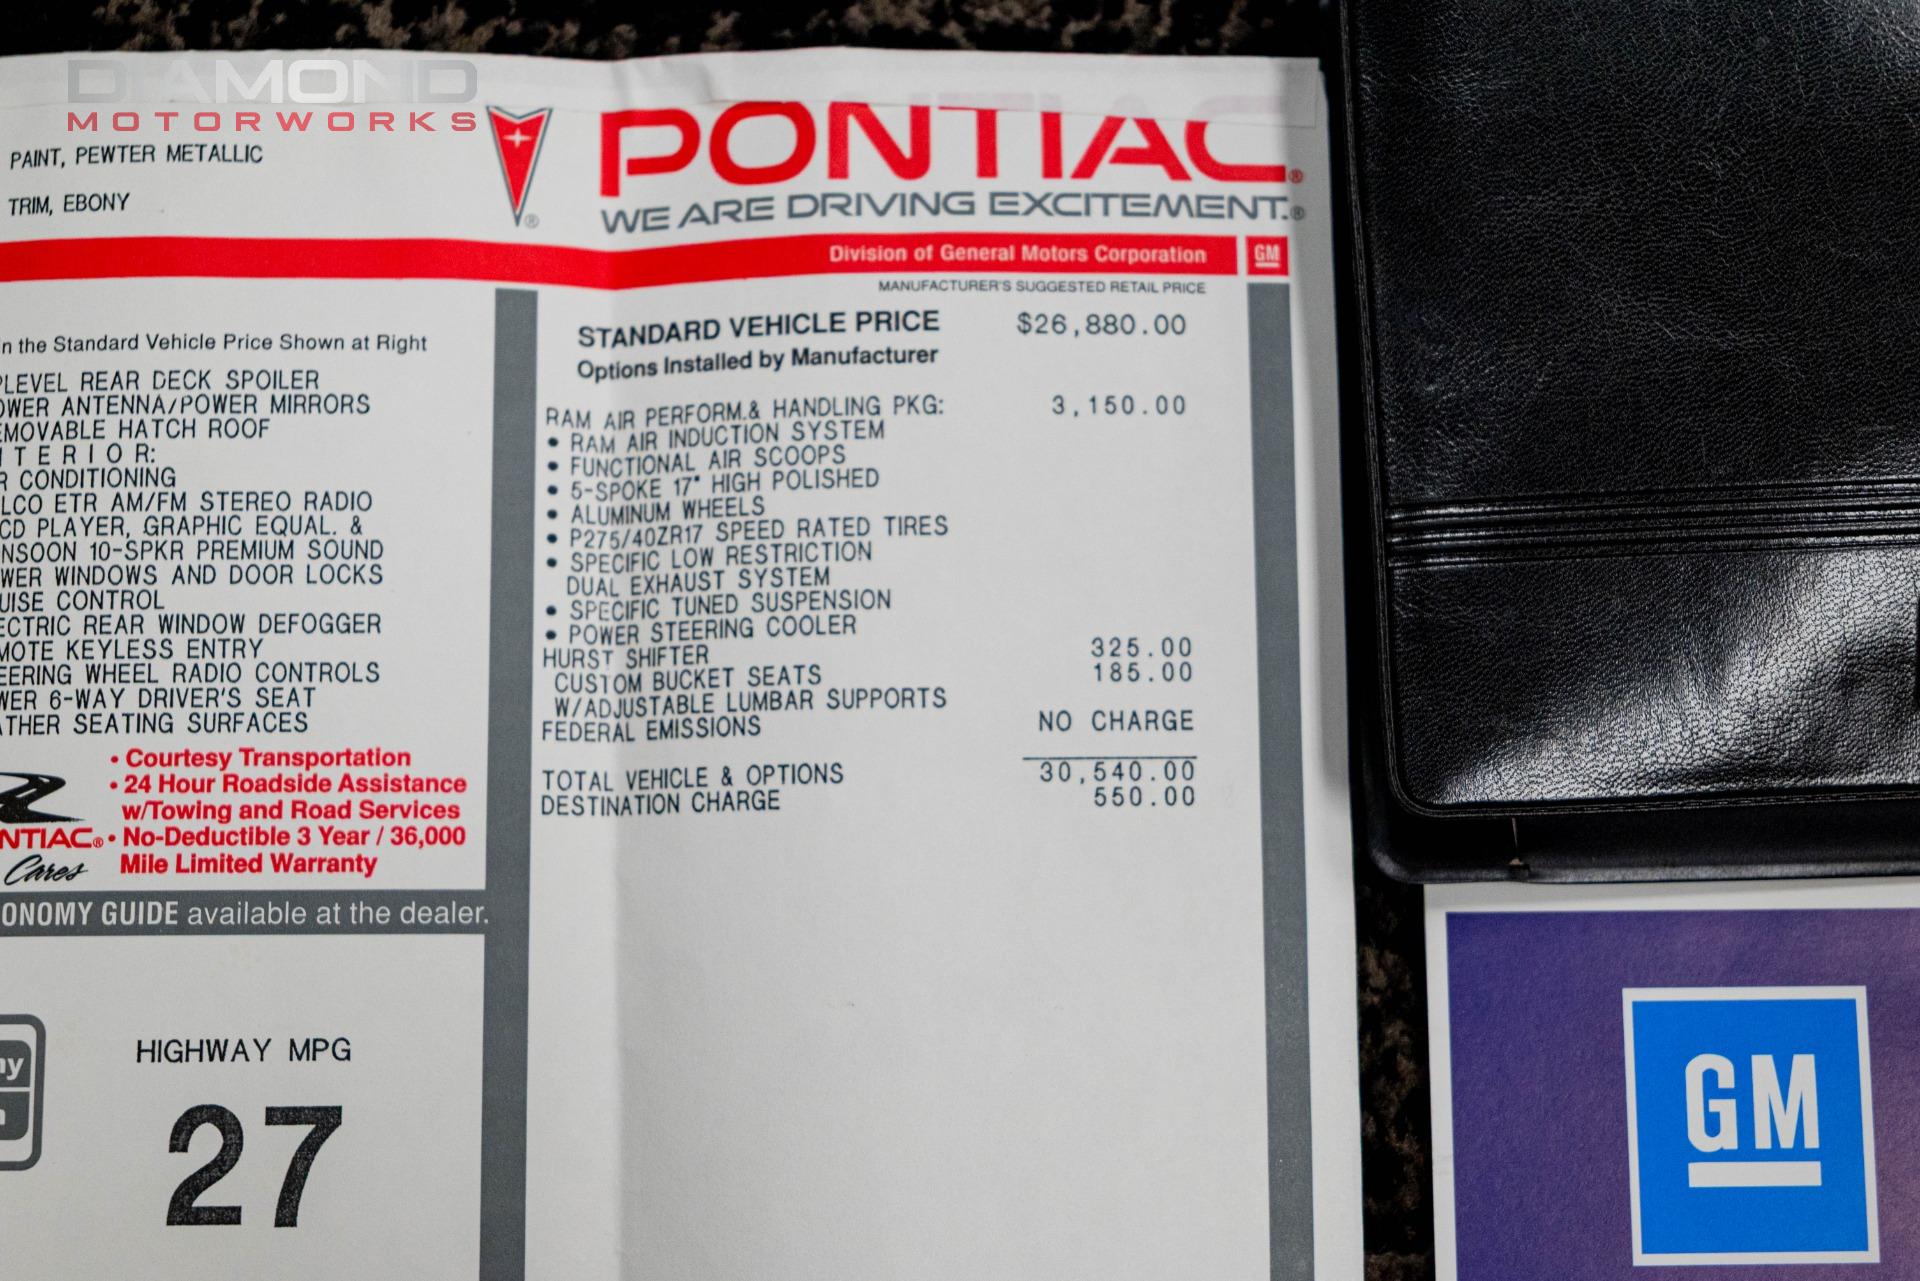 DIAMOND
MOTORWORKS
PAINT, PEWTER METALLIC
TRIM, EBONY
PONTIAC®
WE ARE DRIVING EXCITEMENT.®
Division of General Motors Corporation
GM
MANUFACTURER'S SUGGESTED RETAIL PRICE
in the Standard Vehicle Price Shown at Right
PLEVEL REAR DECK SPOILER
OWER ANTENNA/POWER MIRRORS
EMOVABLE HATCH ROOF
TERIOR:
R CONDITIONING
LCO ETR AM/FM STEREO RADIO
CD PLAYER, GRAPHIC EQUAL. &
NSOON 10-SPKR PREMIUM SOUND
WER WINDOWS AND DOOR LOCKS
UISE CONTROL
ECTRIC REAR WINDOW DEFOGGER
MOTE KEYLESS ENTRY
EERING WHEEL RADIO CONTROLS
WER 6-WAY DRIVER'S SEAT
ATHER SEATING SURFACES
• Courtesy Transportation
• 24 Hour Roadside Assistance
w/Towing and Road Services
• No-Deductible 3 Year / 36,000
Mile Limited Warranty
NTIAC®
Cares
ONOMY GUIDE available at the dealer.
HIGHWAY MPG
27
STANDARD VEHICLE PRICE $26,880.00
Options Installed by Manufacturer
RAM AIR PERFORM.& HANDLING PKG: 3,150.00
• RAM AIR INDUCTION SYSTEM
• FUNCTIONAL AIR SCOOPS
• 5-SPOKE 17" HIGH POLISHED
• ALUMINUM WHEELS
• P275/40ZR17 SPEED RATED TIRES
• SPECIFIC LOW RESTRICTION
DUAL EXHAUST SYSTEM
• SPECIFIC TUNED SUSPENSION
• POWER STEERING COOLER
HURST SHIFTER 325.00
CUSTOM BUCKET SEATS 185.00
W/ADJUSTABLE LUMBAR SUPPORTS
FEDERAL EMISSIONS NO CHARGE
TOTAL VEHICLE & OPTIONS 30,540.00
DESTINATION CHARGE 550.00
GM